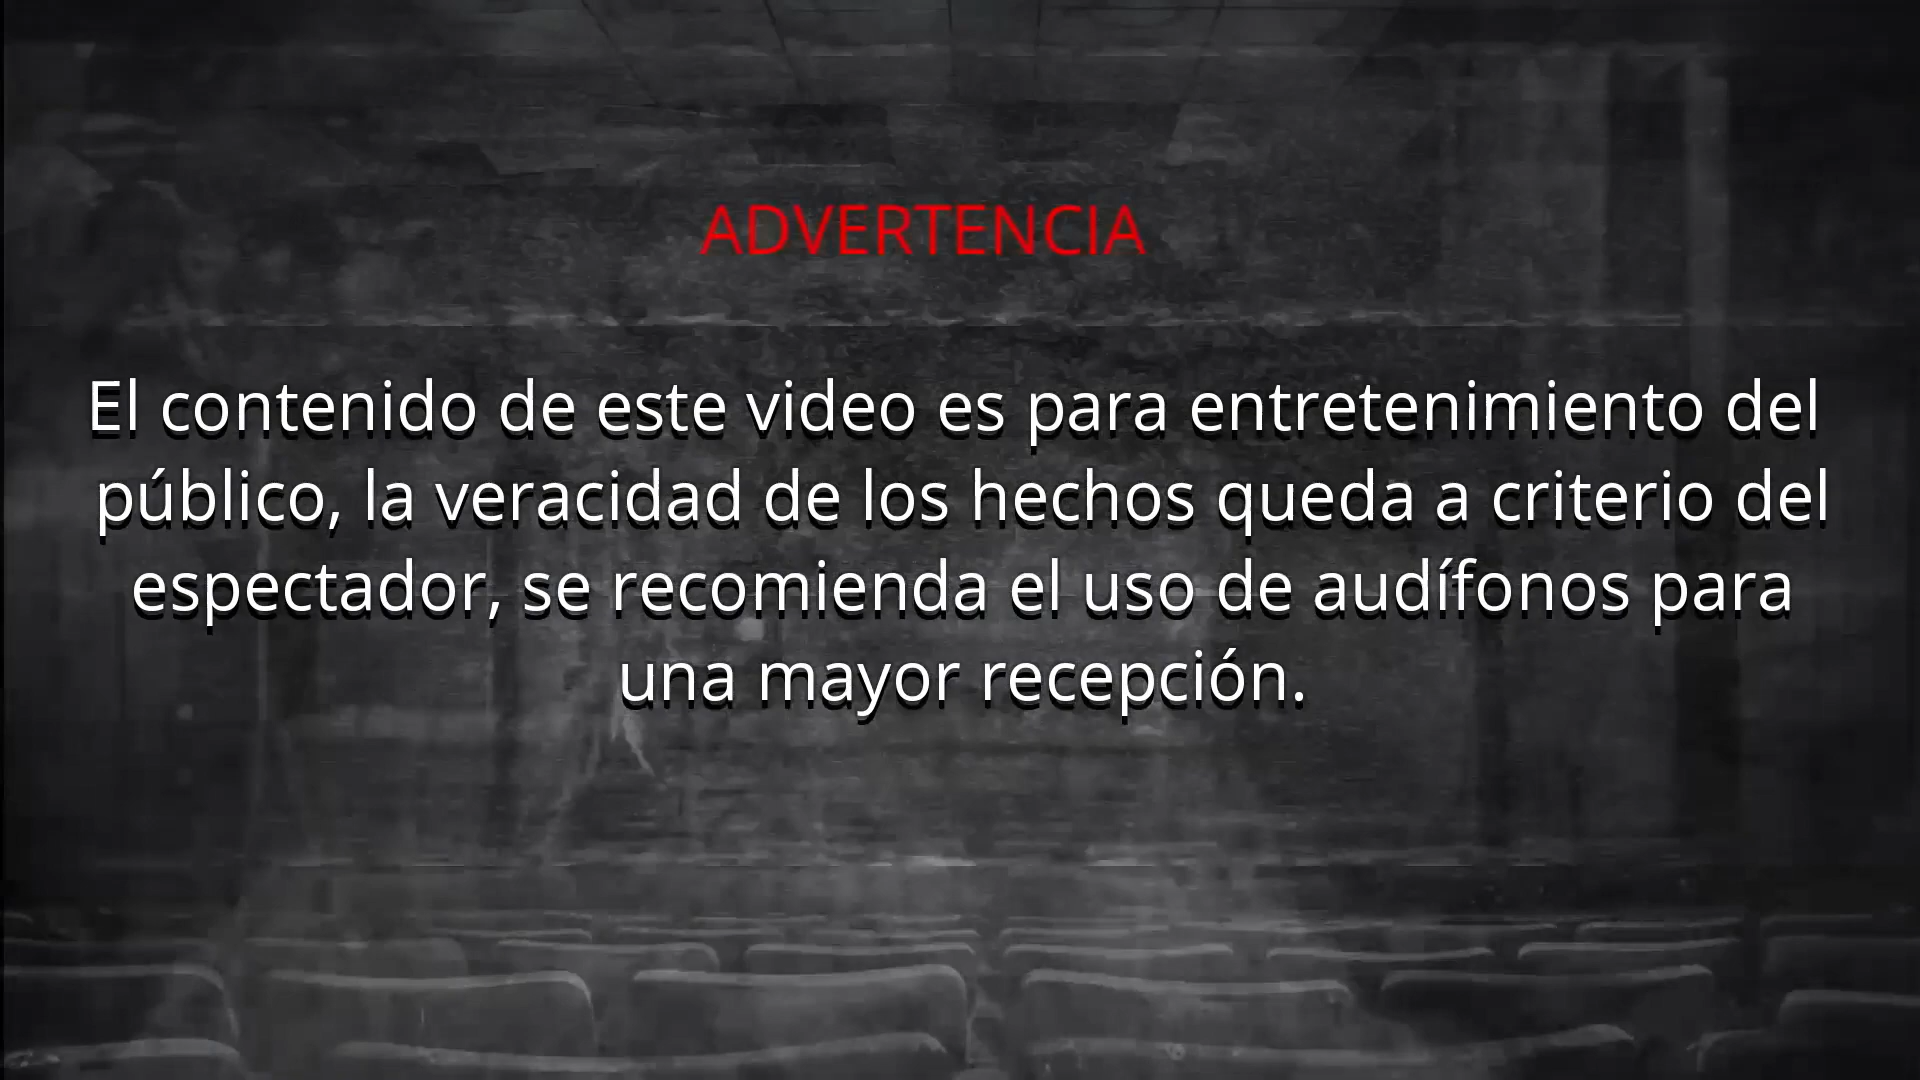 ADVERTENCIA
El contenido de este video es para entretenimiento del
público, la veracidad de los hechos queda a criterio del
espectador, se recomienda el uso de audífonos para
una mayor recepción.